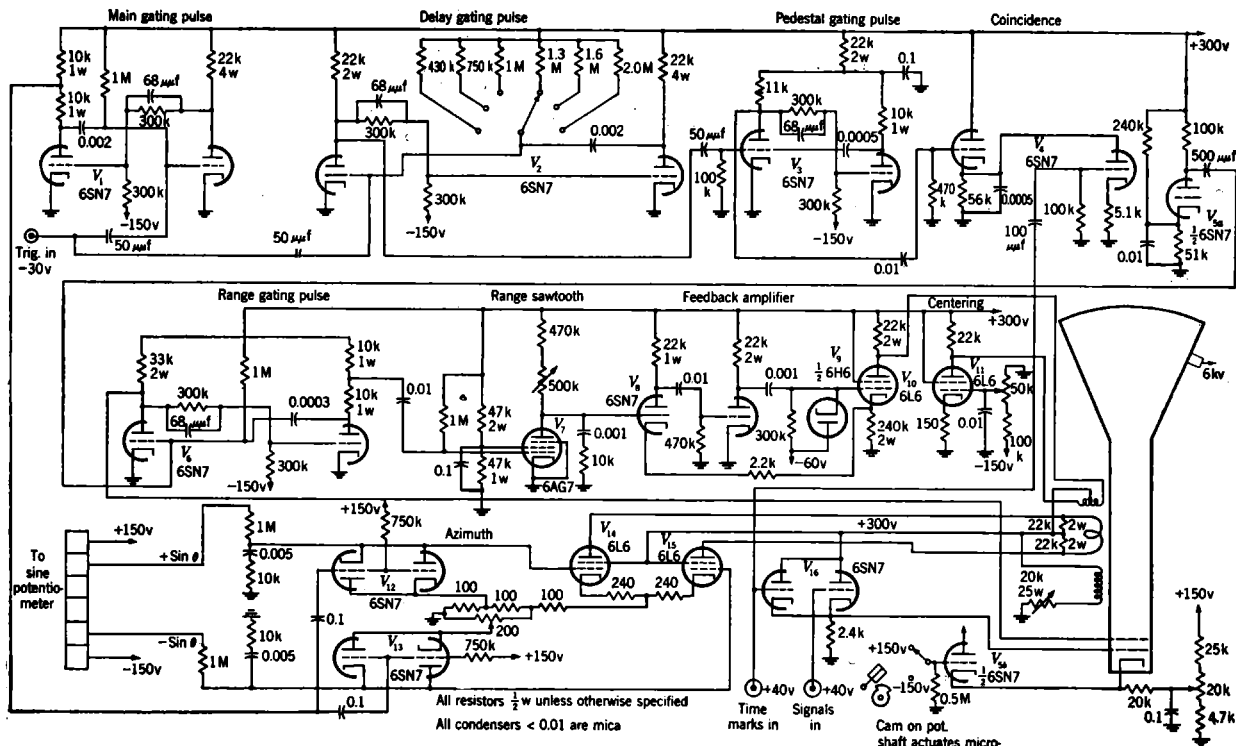 Main gating pulse
Delay gating pulse
Pedestal gating pulse
Coincidence
10k
1w
1M
22k
4w
68μμf
10k
1w
300k
0.002
V1
6SN7
300k
-150v
50μμf
Trig. in
-30v
22k
2w
68μμf
300k
430k
750k
1M
1.3
M
1.6
M
2.0M
22k
4w
0.002
V2
6SN7
300k
-150v
50μμf
22k
2w
0.1
11k
300k
68μμf
0.0005
10k
1w
50μμf
100
k
V3
6SN7
300k
-150v
0.01
+300v
V4
6SN7
470
k
56k
0.0005
100k
5.1k
100
μμf
240k
100k
500μμf
V5a
½
6SN7
0.01
51k
Range gating pulse
Range sawtooth
Feedback amplifier
Centering
+300v
33k
2w
300k
68μμf
V6
6SN7
1M
0.0003
300k
-150v
10k
1w
10k
1w
0.01
1M
47k
2w
47k
1w
0.1
470k
500k
V7
6AG7
0.001
10k
22k
1w
V8
6SN7
0.01
470k
22k
2w
0.001
300k
-60v
V9
½
6H6
2.2k
22k
2w
V10
6L6
240k
2w
22k
V11
6L6
150
0.01
50k
100
k
-150v
6kv
To
sine
potentio-
meter
+150v
+Sin θ
-Sin θ
-150v
1M
0.005
10k
10k
0.005
1M
+150v
750k
Azimuth
V12
6SN7
0.1
100
100
100
200
V13
6SN7
750k
+150v
0.1
V14
6L6
V15
6L6
240
240
+300v
22k
2w
22k
2w
20k
25w
V16
6SN7
2.4k
+40v
Time
marks in
+40v
Signals
in
+150v
-150v
0.5M
V5b
½
6SN7
Cam on pot.
shaft actuates micro-
+150v
25k
20k
20k
0.1
4.7k
All resistors ½ w unless otherwise specified
All condensers < 0.01 are mica